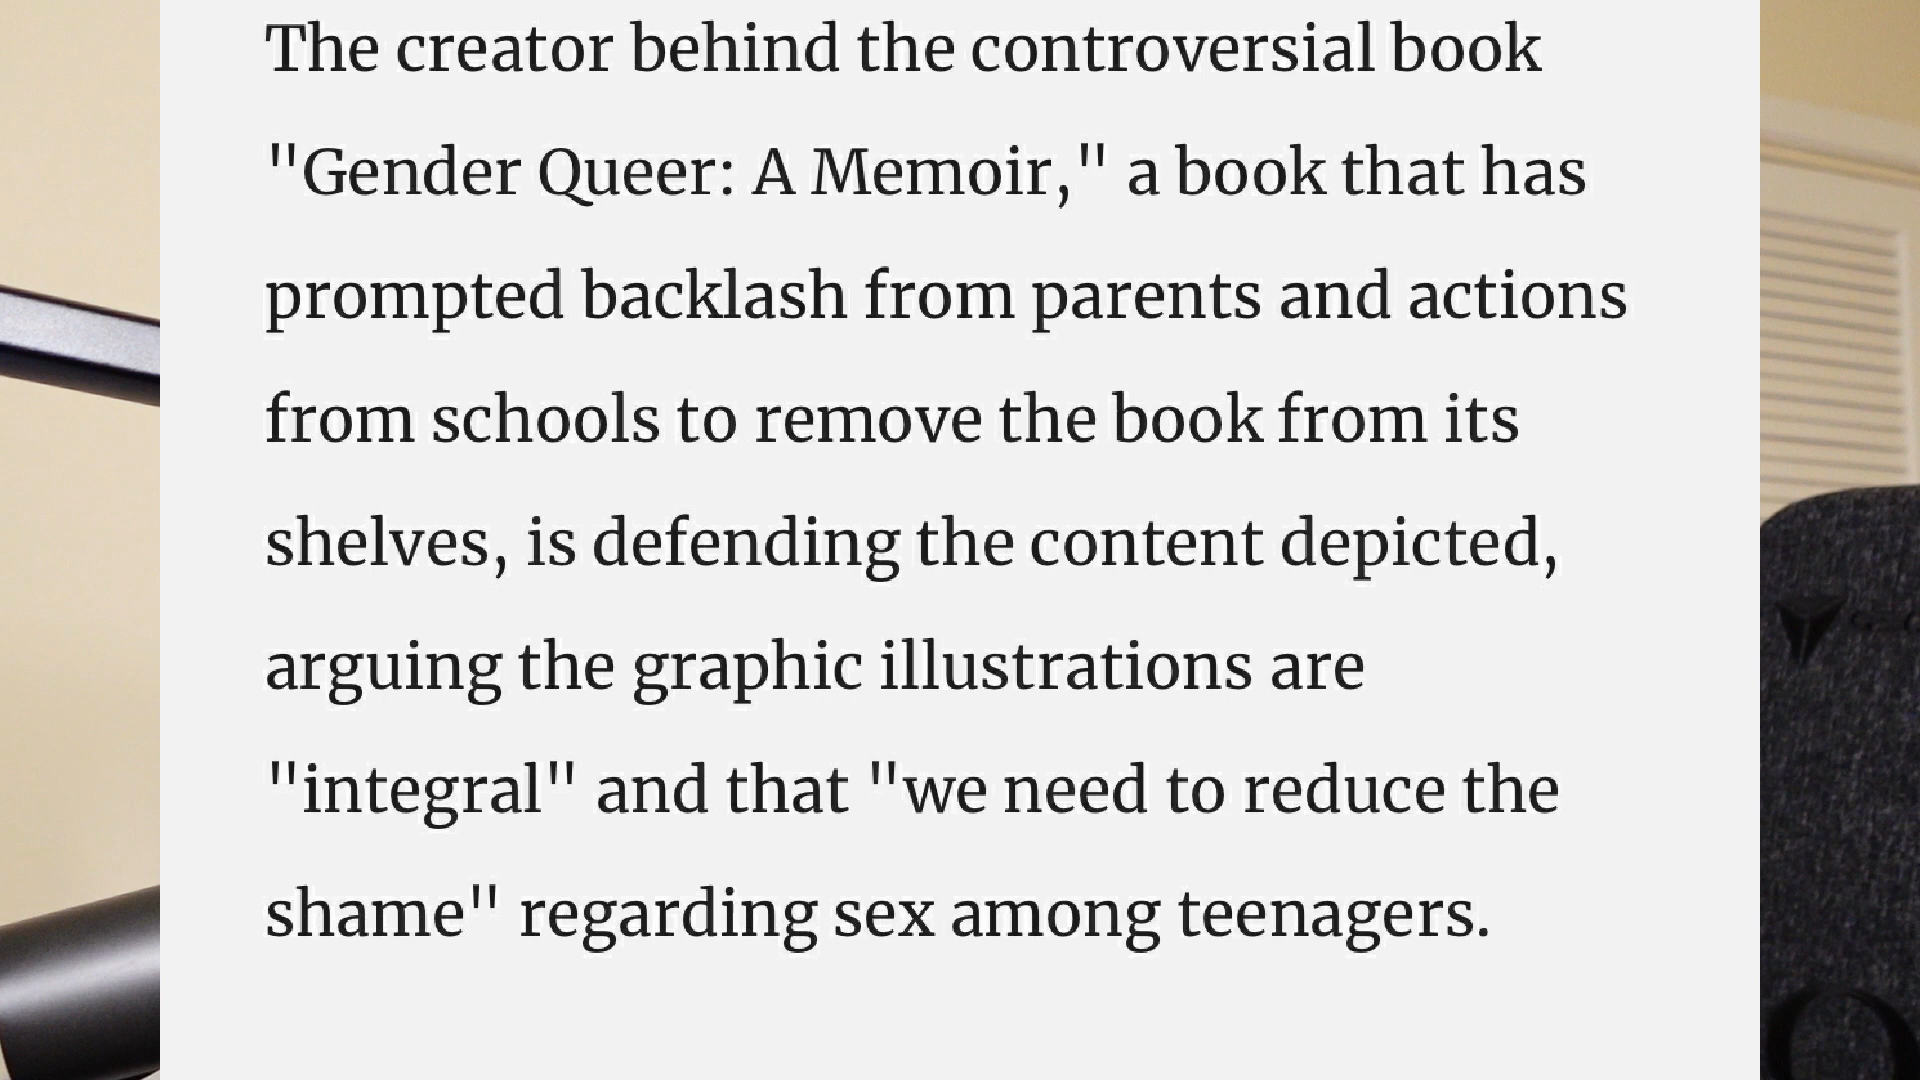 The creator behind the controversial book
"Gender Queer: A Memoir," a book that has
prompted backlash from parents and actions
from schools to remove the book from its
shelves, is defending the content depicted,
arguing the graphic illustrations are
"integral" and that "we need to reduce the
shame" regarding sex among teenagers.